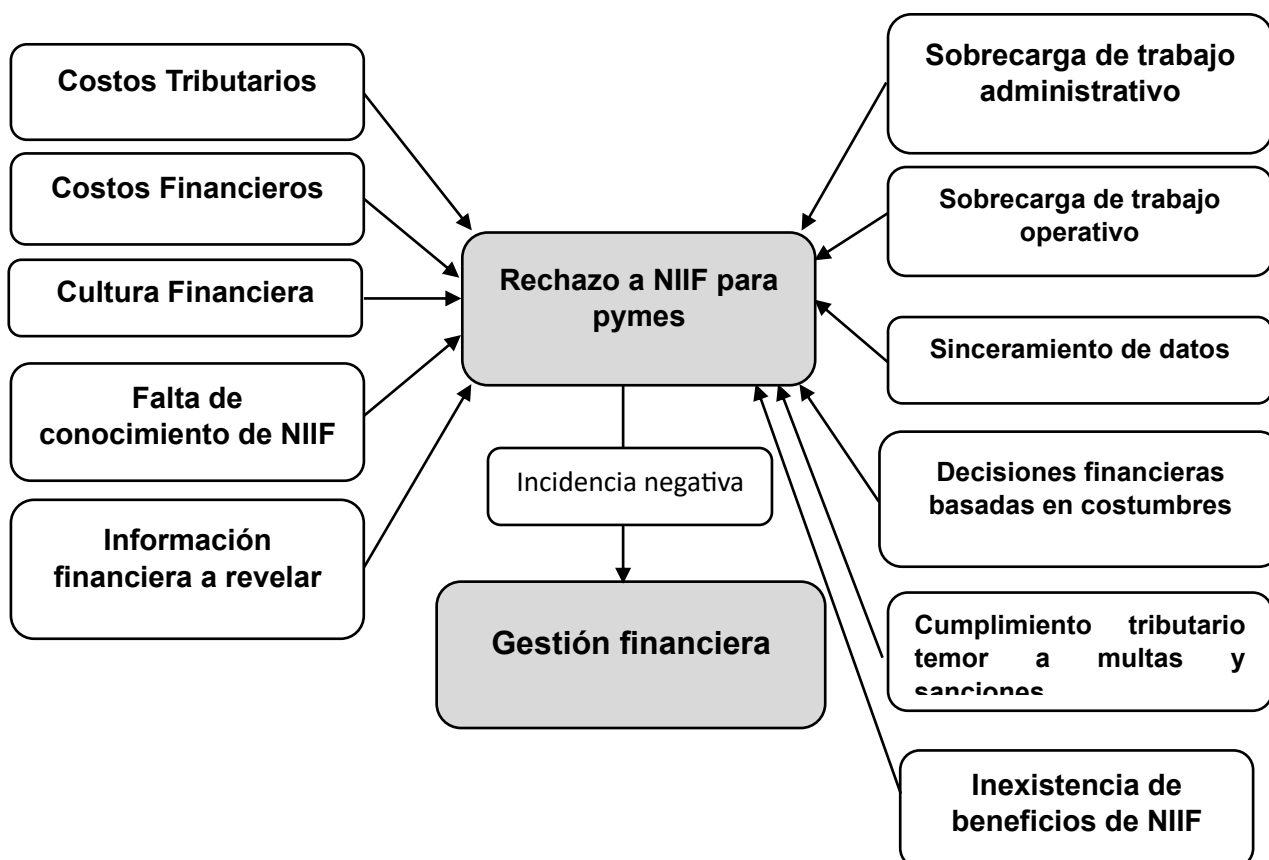 Costos Tributarios
Costos Financieros
Cultura Financiera
Falta de
conocimiento de NIIF
Información
financiera a revelar
Rechazo a NIIF para
pymes
Incidencia negativa
Gestión financiera
Sobrecarga de trabajo
administrativo
Sobrecarga de trabajo
operativo
Sinceramiento de datos
Decisiones financieras
basadas en costumbres
Cumplimiento tributario
temor a multas y
sanciones
Inexistencia de
beneficios de NIIF